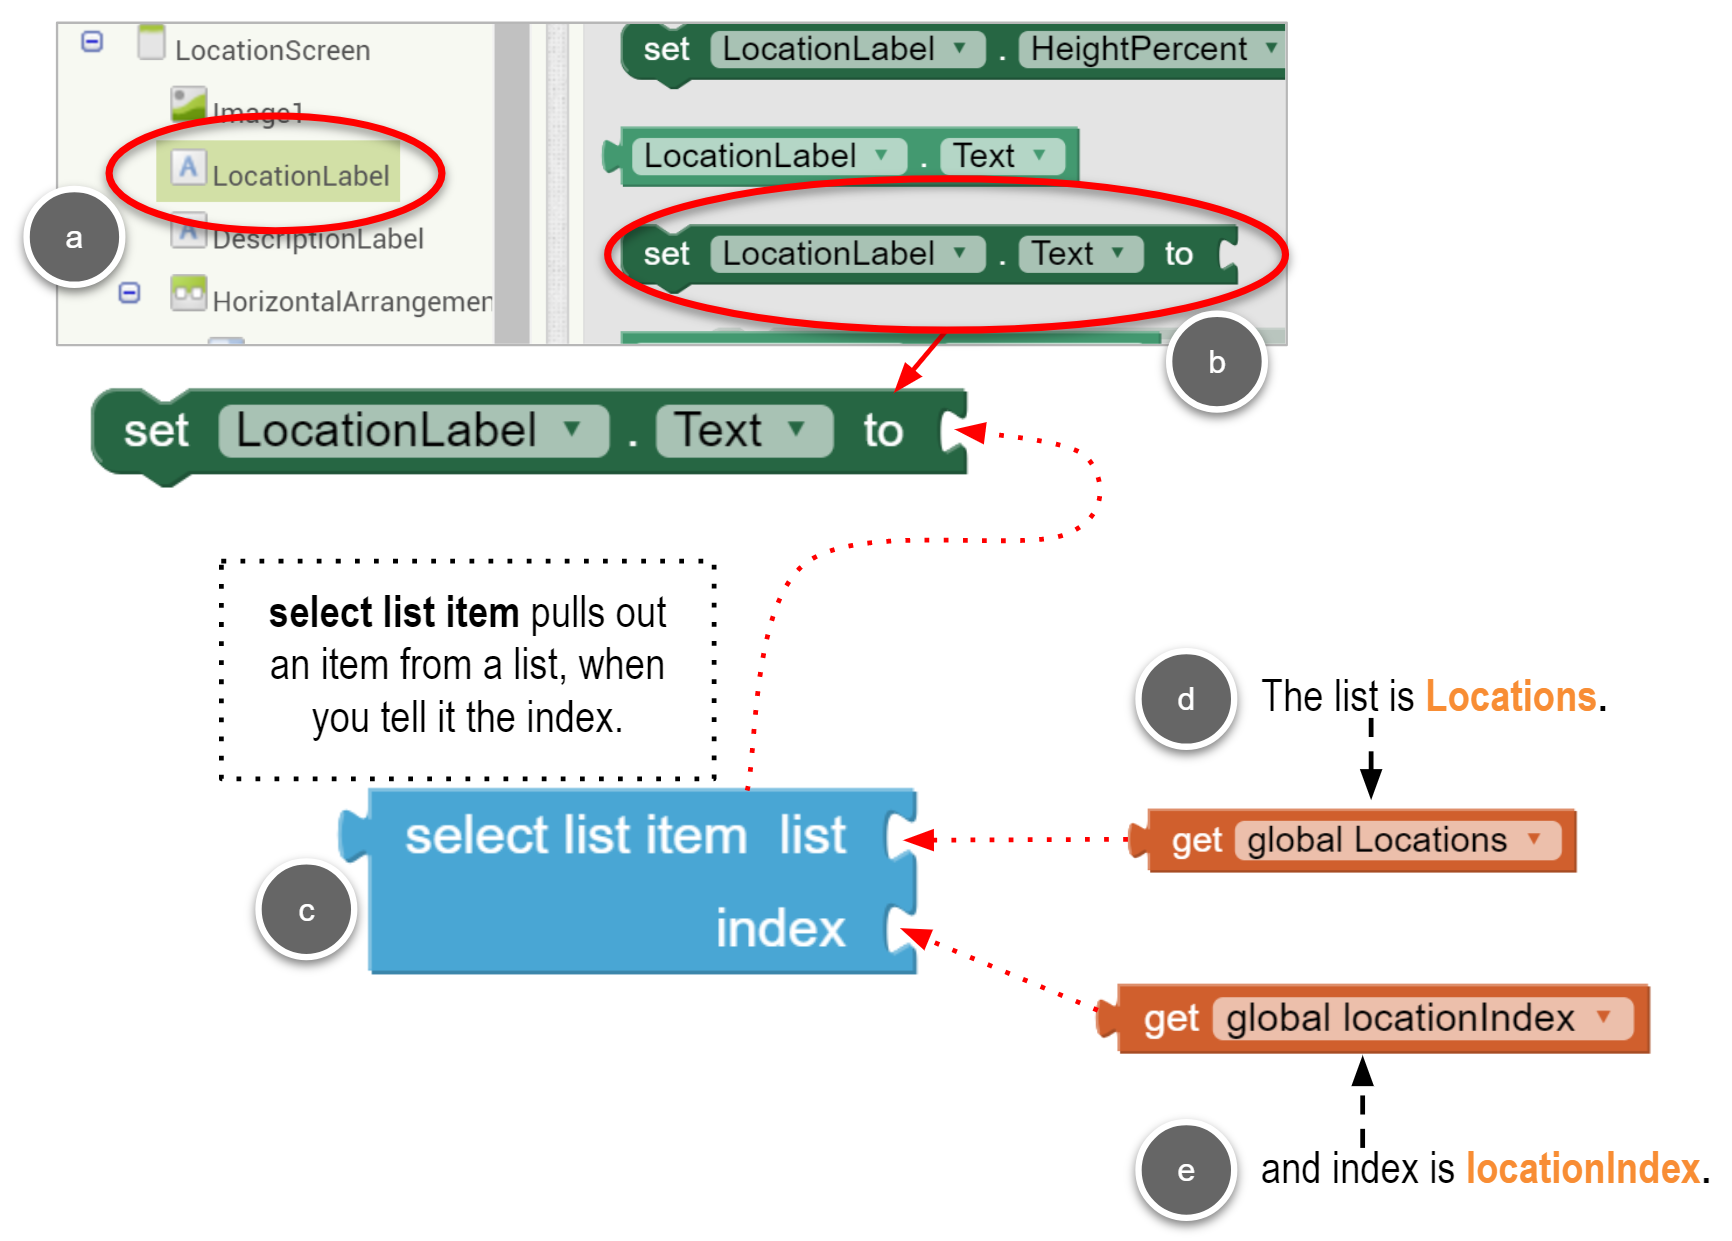 LocationScreen
Image1
LocationLabel
DescriptionLabel
HorizontalArrangemen
set LocationLabel . HeightPercent
LocationLabel . Text
set LocationLabel . Text to
a
b
set LocationLabel . Text to
select list item pulls out
an item from a list, when
you tell it the index.
d
The list is Locations.
select list item list
get global Locations
c
index
get global locationIndex
e
and index is locationIndex.